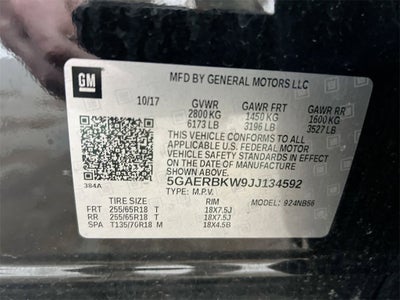 GM
MFD BY GENERAL MOTORS LLC
10/17 GVWR GAWR FRT GAWR RR
2800 KG 1450 KG 1600 KG
6173 LB 3196 LB 3527 LB
THIS VEHICLE CONFORMS TO ALL APPLICABLE
U.S. FEDERAL MOTOR VEHICLE SAFETY
STANDARDS IN EFFECT ON THE DATE OF
MANUFACTURE SHOWN ABOVE.
384A 5GAERBKW9JJ134592
TYPE: M.P.V. MODEL: 924NB56
TIRE SIZE RIM
FRT 255/65R18 T 18X7.5J
RR 255/65R18 T 18X7.5J
SPA T135/70R18 M 18X4.5B